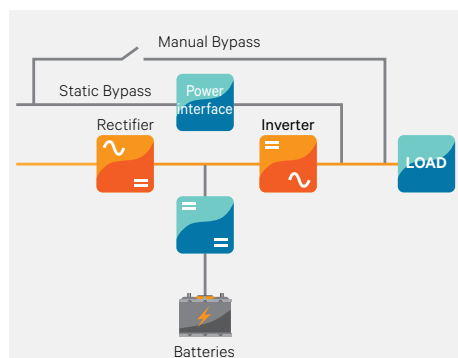 Manual Bypass
Static Bypass
Power
interface
Rectifier
Inverter
LOAD
Batteries